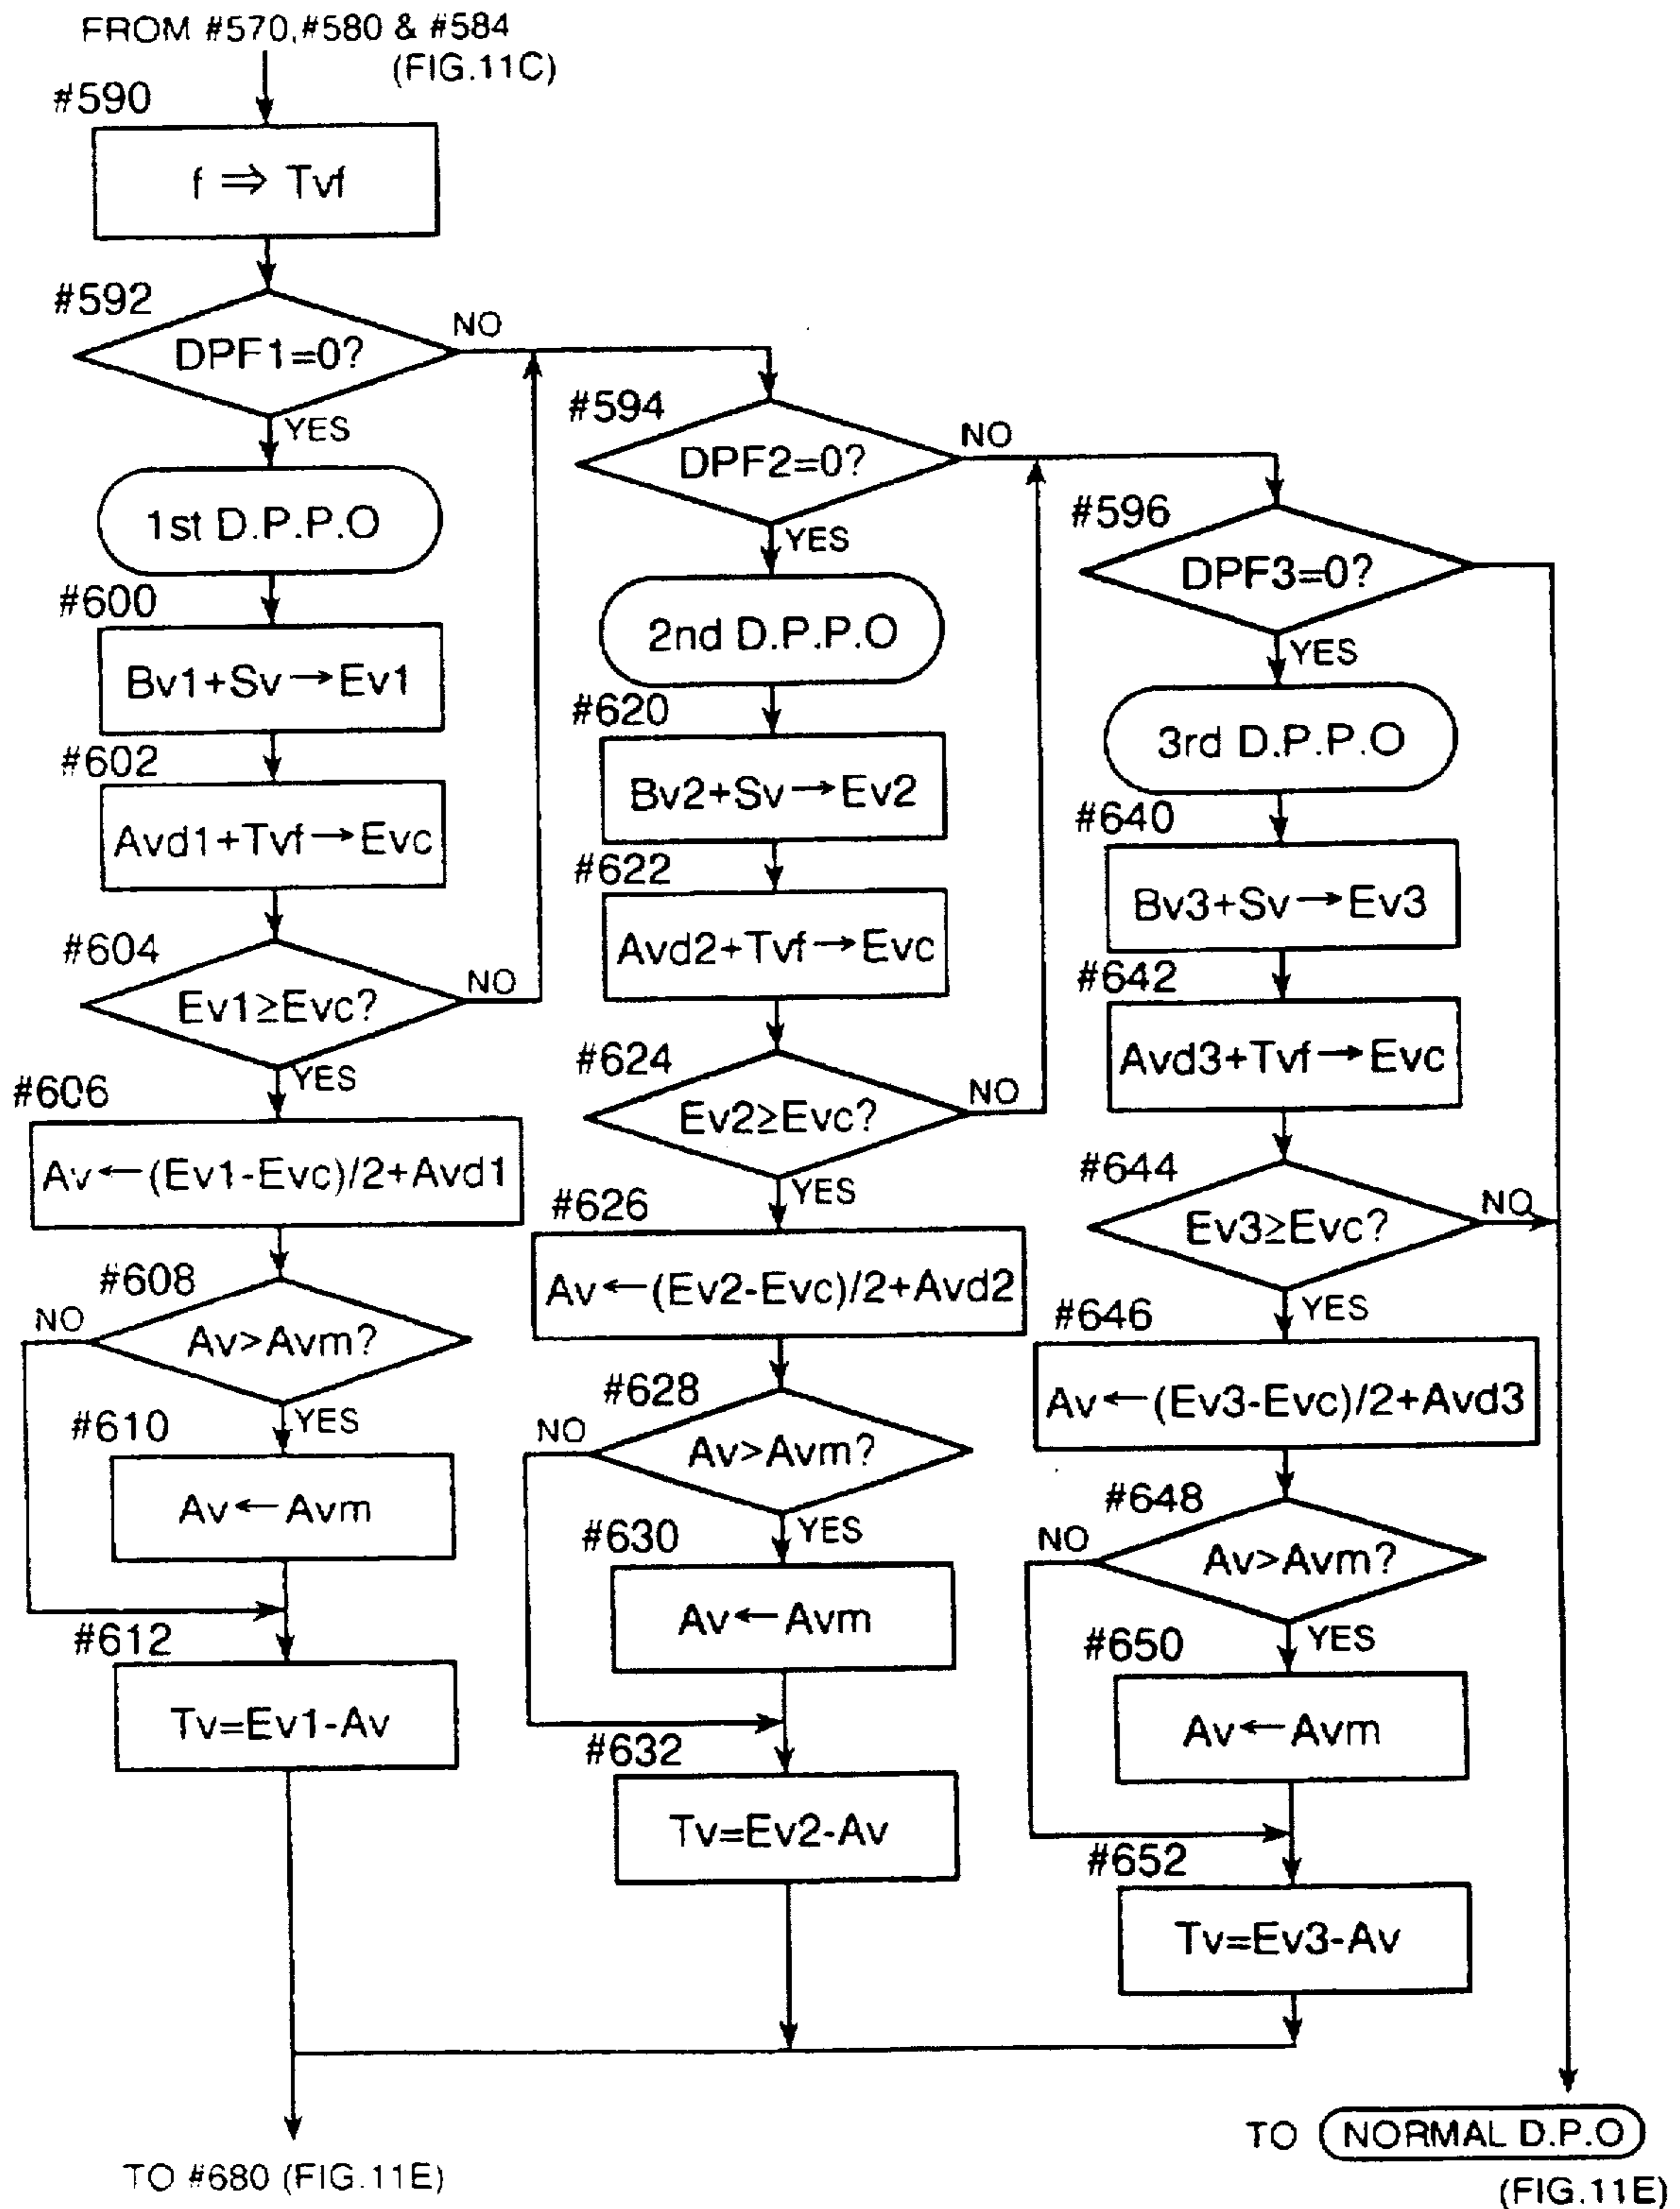 FROM #570,#580 & #584
(FIG.11C)
#590
f ⇒ Tvf
#592
DPF1=0?
NO
YES
1st D.P.P.O
#600
Bv1+Sv→Ev1
#602
Avd1+Tvf→Evc
#604
Ev1≥Evc?
NO
YES
#606
Av←(Ev1-Evc)/2+Avd1
#608
NO
Av>Avm?
YES
#610
Av←Avm
#612
Tv=Ev1-Av
TO #680 (FIG.11E)
#594
DPF2=0?
NO
YES
2nd D.P.P.O
#620
Bv2+Sv→Ev2
#622
Avd2+Tvf→Evc
#624
Ev2≥Evc?
NO
YES
#626
Av←(Ev2-Evc)/2+Avd2
#628
NO
Av>Avm?
YES
#630
Av←Avm
#632
Tv=Ev2-Av
#596
DPF3=0?
YES
3rd D.P.P.O
#640
Bv3+Sv→Ev3
#642
Avd3+Tvf→Evc
#644
Ev3≥Evc?
NO
YES
#646
Av←(Ev3-Evc)/2+Avd3
#648
NO
Av>Avm?
YES
#650
Av←Avm
#652
Tv=Ev3-Av
TO NORMAL D.P.O
(FIG.11E)